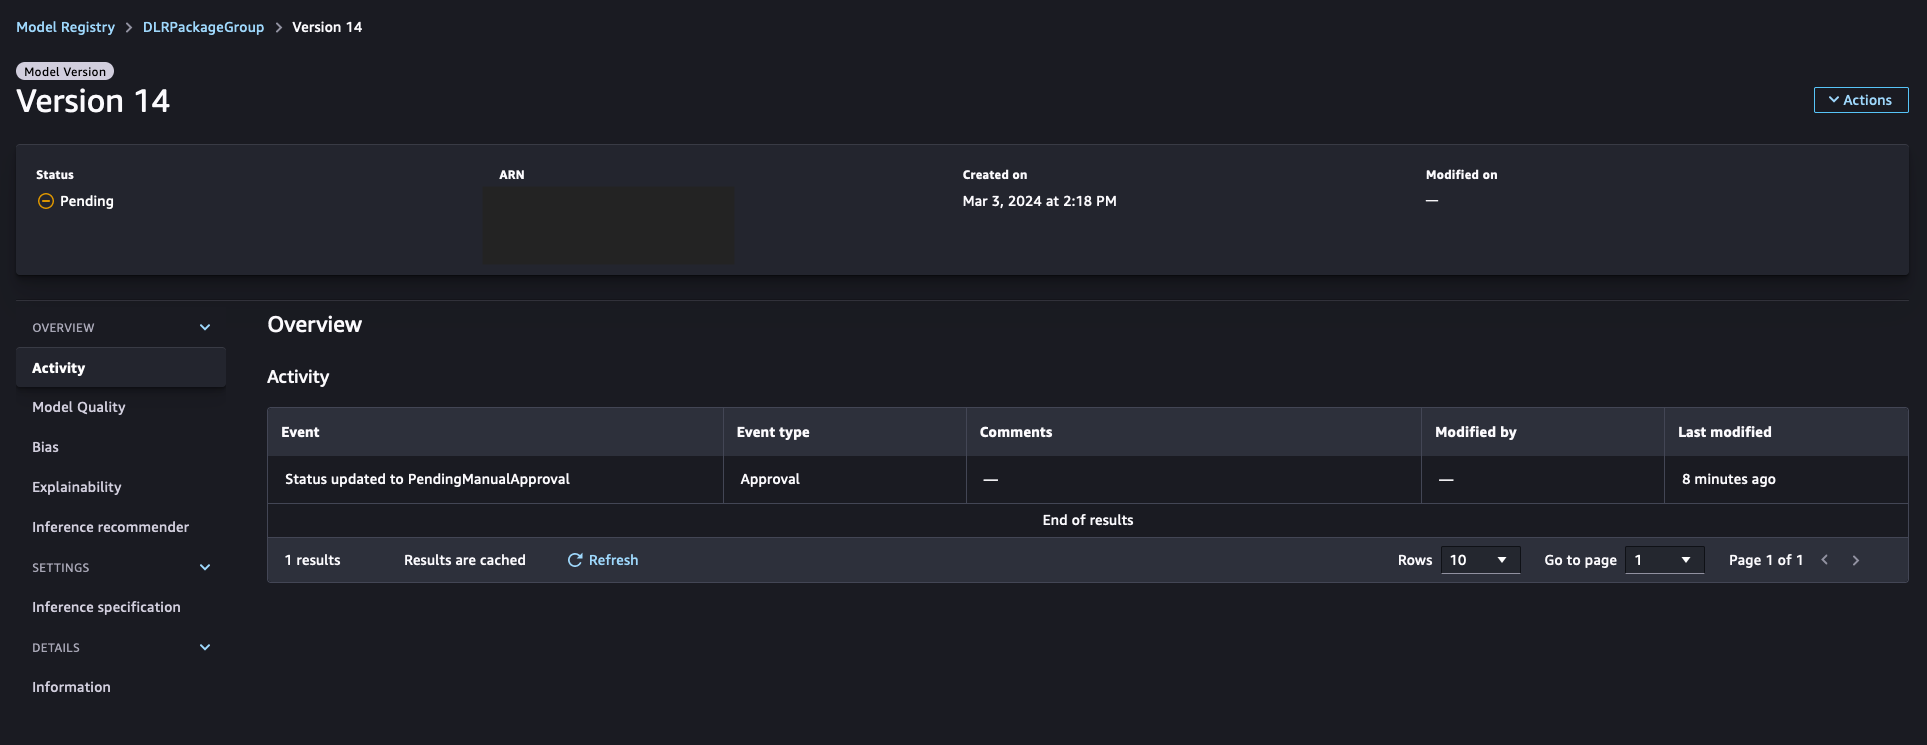 Model Registry > DLRPackageGroup > Version 14
Model Version
Version 14
Actions
Status
Pending
ARN
Created on
Mar 3, 2024 at 2:18 PM
Modified on
—
OVERVIEW
Activity
Model Quality
Bias
Explainability
Inference recommender
SETTINGS
Inference specification
DETAILS
Information
Overview
Activity
Event Event type Comments Modified by Last modified
Status updated to PendingManualApproval Approval — — 8 minutes ago
End of results
1 results Results are cached Refresh Rows 10 Go to page 1 Page 1 of 1 < >